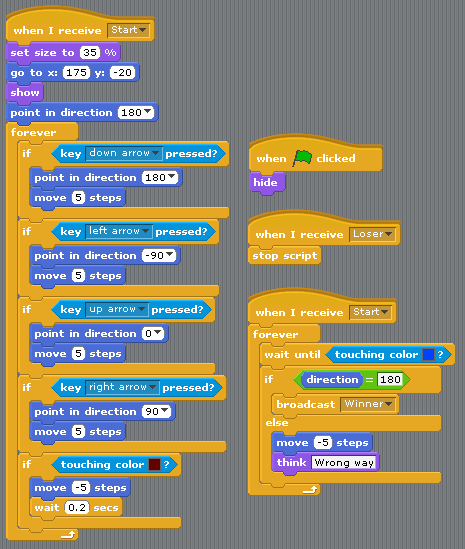 when I receive Start
set size to 35 %
go to x: 175 y: -20
show
point in direction 180
forever
if key down arrow pressed?
point in direction 180
move 5 steps
if key left arrow pressed?
point in direction -90
move 5 steps
if key up arrow pressed?
point in direction 0
move 5 steps
if key right arrow pressed?
point in direction 90
move 5 steps
if touching color ?
move -5 steps
wait 0.2 secs
when clicked
hide
when I receive Loser
stop script
when I receive Start
forever
wait until touching color ?
if direction = 180
broadcast Winner
else
move -5 steps
think Wrong way